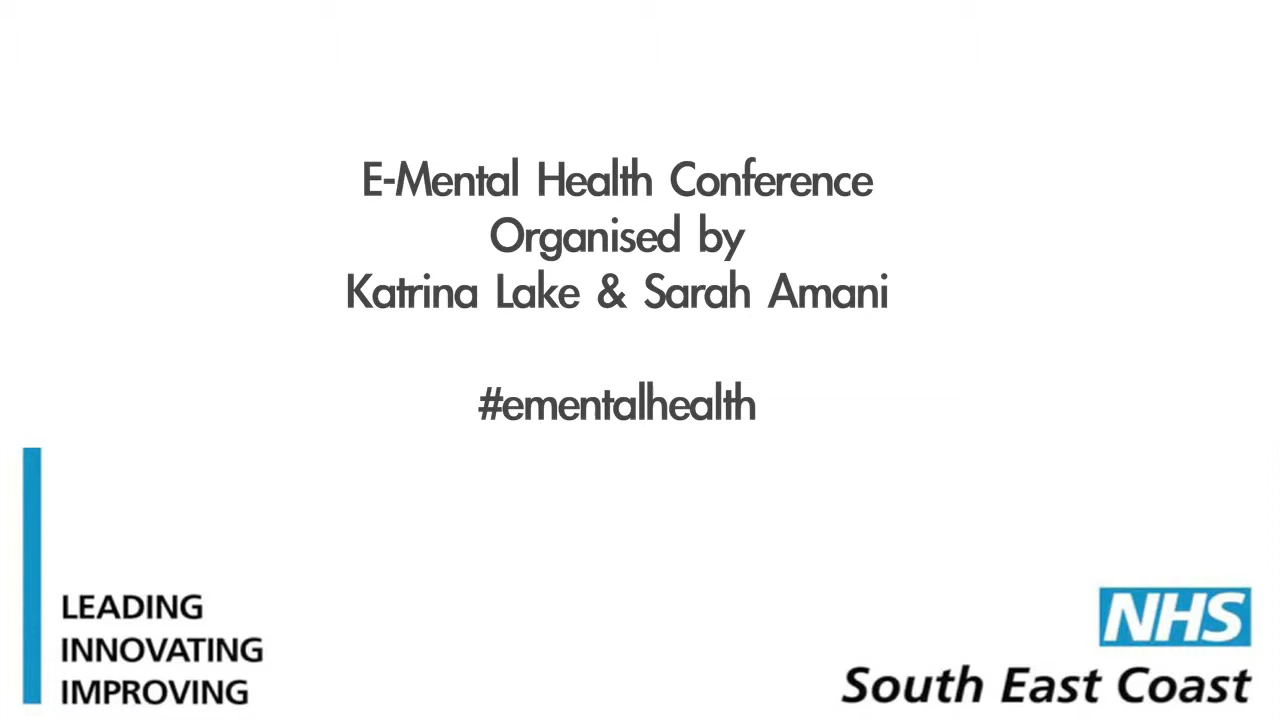 E-Mental Health Conference
Organised by
Katrina Lake & Sarah Amani
#ementalhealth
LEADING
INNOVATING
IMPROVING
NHS
South East Coast